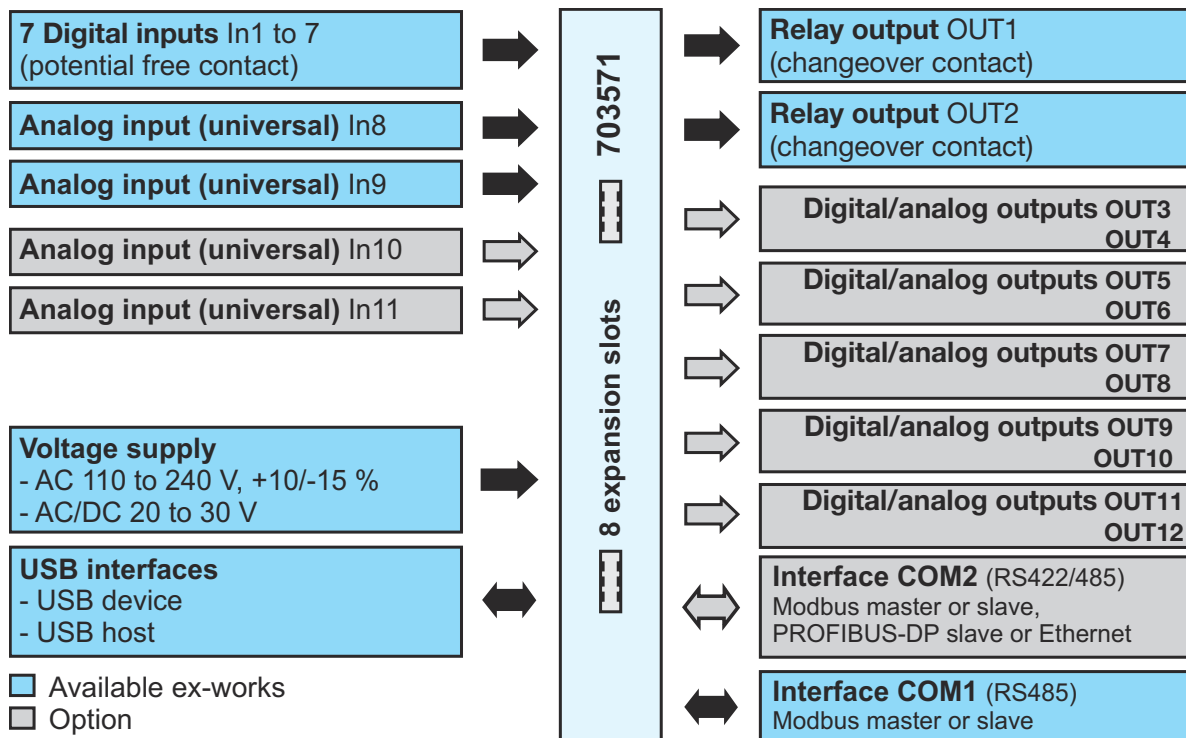 7 Digital inputs In1 to 7
(potential free contact)
Analog input (universal) In8
Analog input (universal) In9
Analog input (universal) In10
Analog input (universal) In11
Voltage supply
- AC 110 to 240 V, +10/-15 %
- AC/DC 20 to 30 V
USB interfaces
- USB device
- USB host
Available ex-works
Option
703571
8 expansion slots
Relay output OUT1
(changeover contact)
Relay output OUT2
(changeover contact)
Digital/analog outputs OUT3
OUT4
Digital/analog outputs OUT5
OUT6
Digital/analog outputs OUT7
OUT8
Digital/analog outputs OUT9
OUT10
Digital/analog outputs OUT11
OUT12
Interface COM2 (RS422/485)
Modbus master or slave,
PROFIBUS-DP slave or Ethernet
Interface COM1 (RS485)
Modbus master or slave